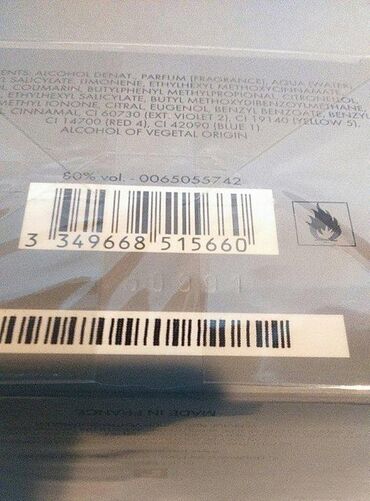 ENTS: ALCOHOL DENAT., PARFUM (FRAGRANCE), AQUA (WATER)
YL SALICYLATE, LIMONENE, ETHYLHEXYL METHOXYCINNAMATE,
OL, COUMARIN, BUTYLPHENYL METHYLPROPIONAL, CITRONELLOL,
ETHYLHEXYL SALICYLATE, BUTYL METHOXYDIBENZOYLMETHANE,
METHYL IONONE, CITRAL, EUGENOL, BENZYL BENZOATE, BENZYL
L, CINNAMAL, CI 60730 (EXT. VIOLET 2), CI 19140 (YELLOW 5),
CI 14700 (RED 4), CI 42090 (BLUE 1).
ALCOHOL OF VEGETAL ORIGIN
80% vol. - 0065055742
3 349668 515660
MADE IN FRANCE